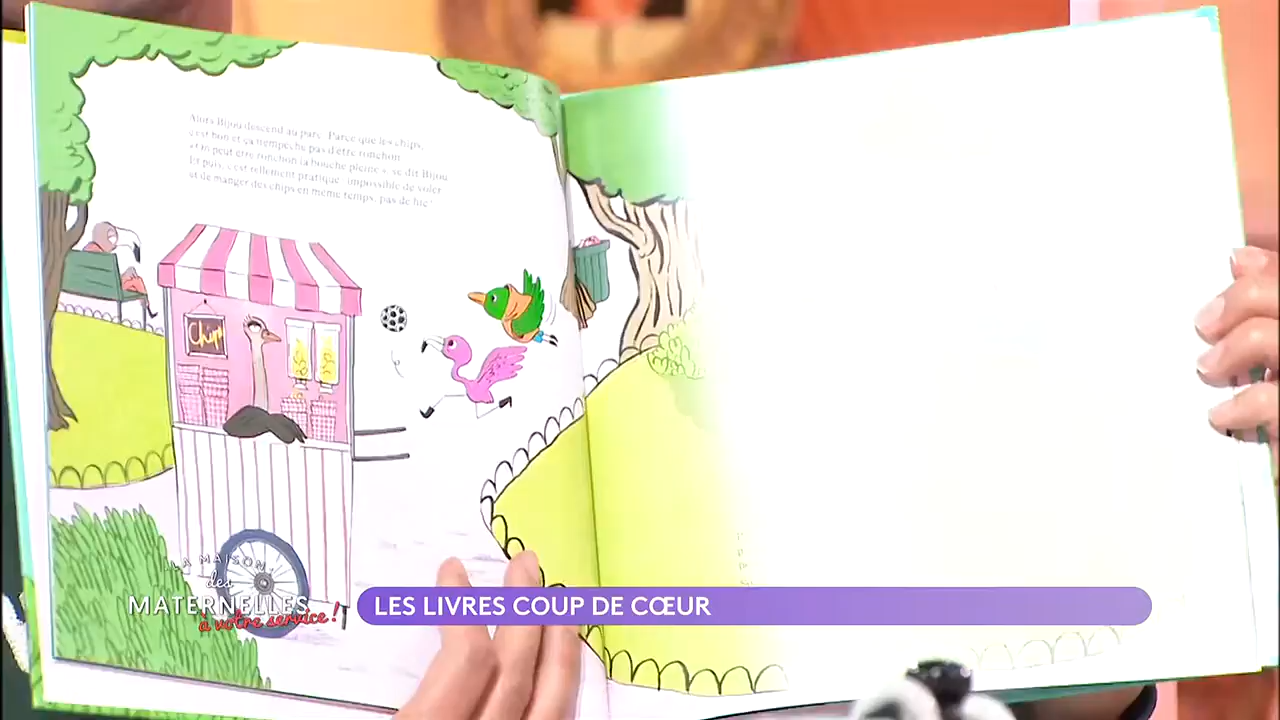 Alors Bijou descend au parc. Parce que les chips,
c'est bon et ça n'empêche pas d'être ronchon.
« On peut être ronchon la bouche pleine », se dit Bijou.
Et puis, c'est tellement pratique : impossible de voler
et de manger des chips en même temps, pas de hic !
Chips
LA MAISON
des
MATERNELLES
à votre service !
LES LIVRES COUP DE CŒUR